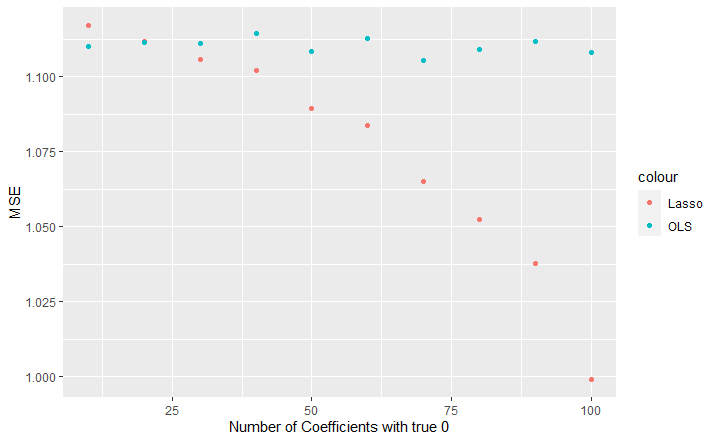 MSE
1.100
1.075
1.050
1.025
1.000
25 50 75 100
Number of Coefficients with true 0
colour
Lasso
OLS